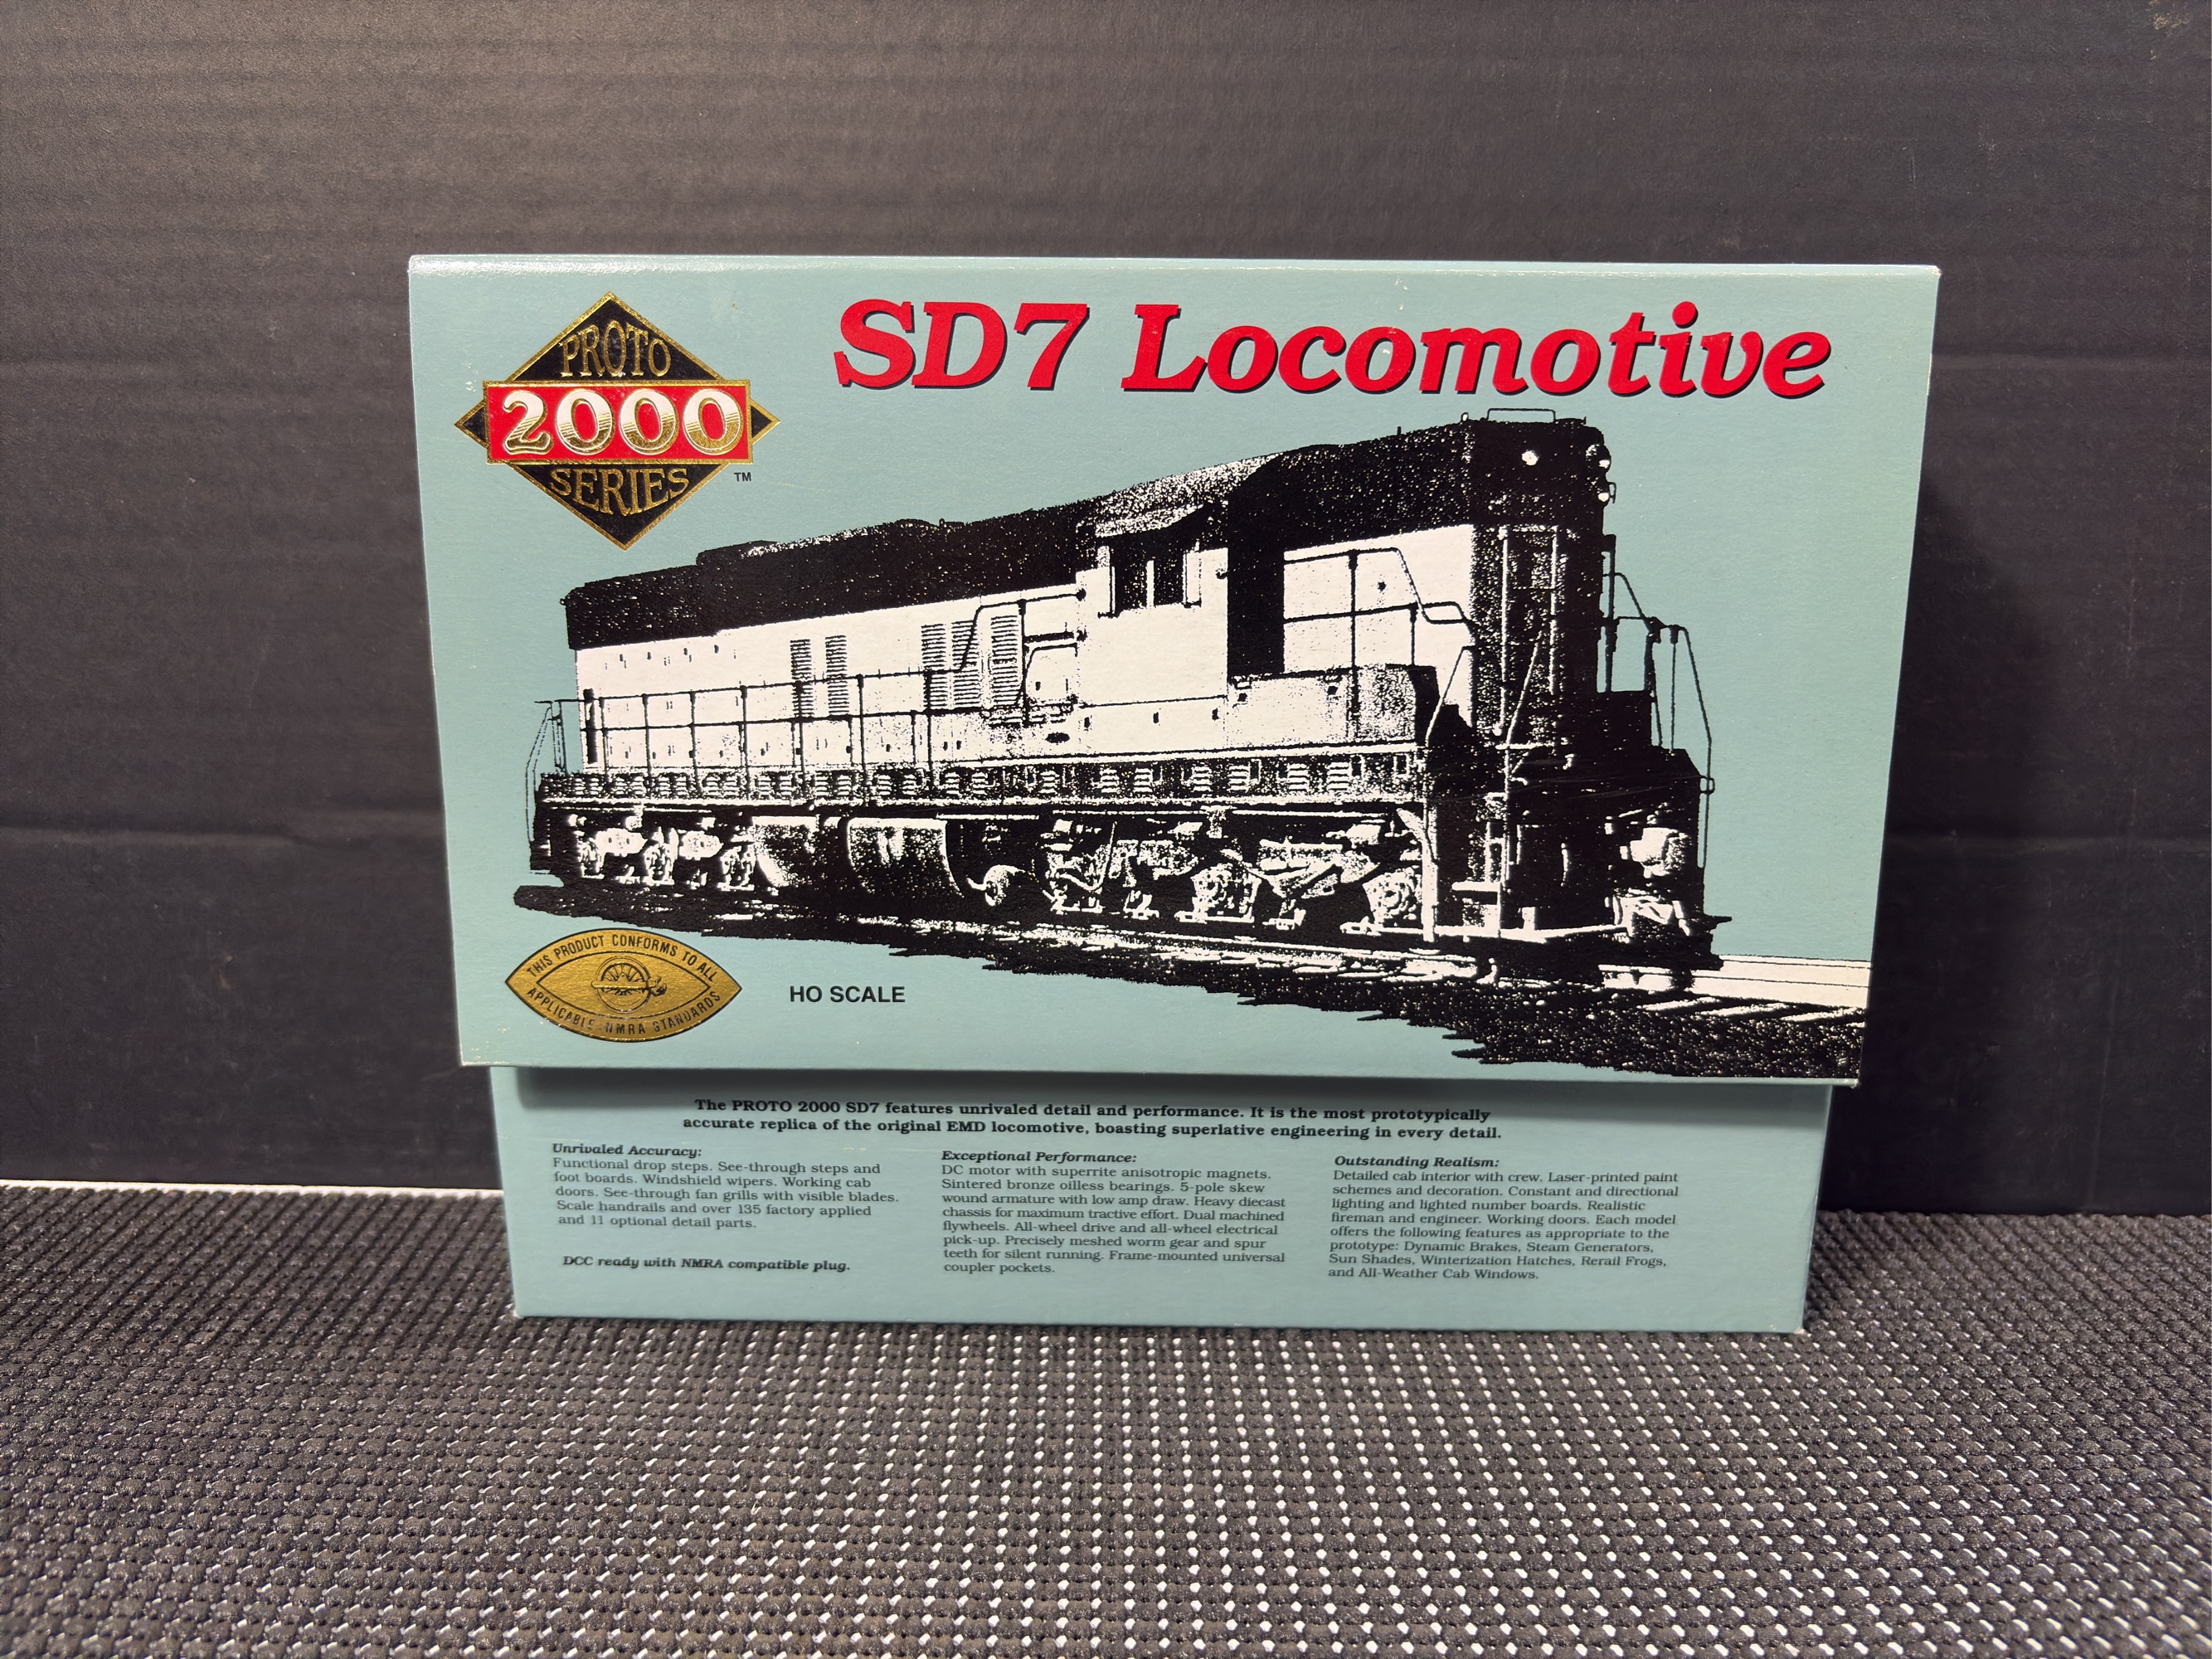 PROTO
2000
SERIES
™
SD7 Locomotive
THIS PRODUCT CONFORMS TO ALL
APPLICABLE NMRA STANDARDS
HO SCALE
The PROTO 2000 SD7 features unrivaled detail and performance. It is the most prototypically
accurate replica of the original EMD locomotive, boasting superlative engineering in every detail.
Unrivaled Accuracy:
Functional drop steps. See-through steps and
foot boards. Windshield wipers. Working cab
doors. See-through fan grills with visible blades.
Scale handrails and over 135 factory applied
and 11 optional detail parts.
DCC ready with NMRA compatible plug.
Exceptional Performance:
DC motor with superrite anisotropic magnets.
Sintered bronze oilless bearings. 5-pole skew
wound armature with low amp draw. Heavy diecast
chassis for maximum tractive effort. Dual machined
flywheels. All-wheel drive and all-wheel electrical
pick-up. Precisely meshed worm gear and spur
teeth for silent running. Frame-mounted universal
coupler pockets.
Outstanding Realism:
Detailed cab interior with crew. Laser-printed paint
schemes and decoration. Constant and directional
lighting and lighted number boards. Realistic
fireman and engineer. Working doors. Each model
offers the following features as appropriate to the
prototype: Dynamic Brakes, Steam Generators,
Sun Shades, Winterization Hatches, Rerail Frogs,
and All-Weather Cab Windows.